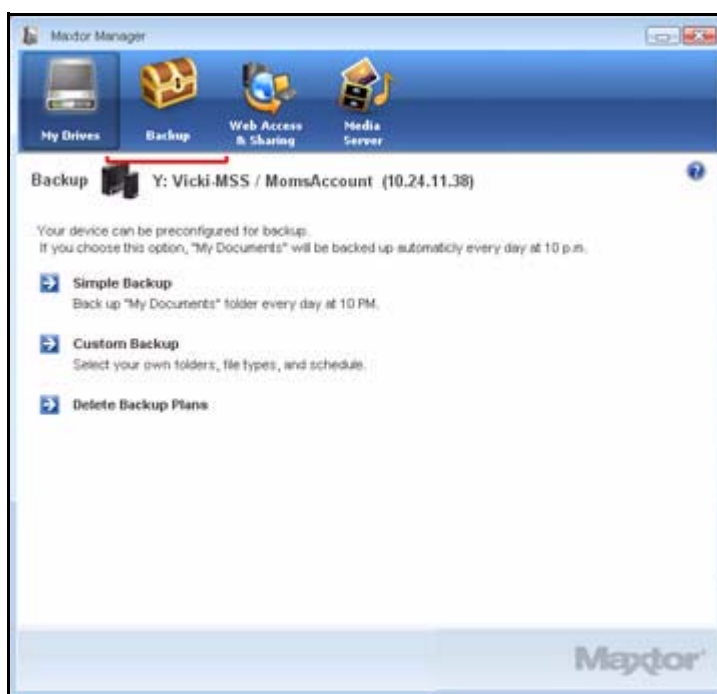 Maxtor Manager
My Drives
Backup
Web Access
& Sharing
Media
Server
Backup Y: Vicki-MSS / MomsAccount (10.24.11.38)
Your device can be preconfigured for backup.
If you choose this option, "My Documents" will be backed up automaticly every day at 10 p.m.
Simple Backup
Back up "My Documents" folder every day at 10 PM.
Custom Backup
Select your own folders, file types, and schedule.
Delete Backup Plans
Maxtor